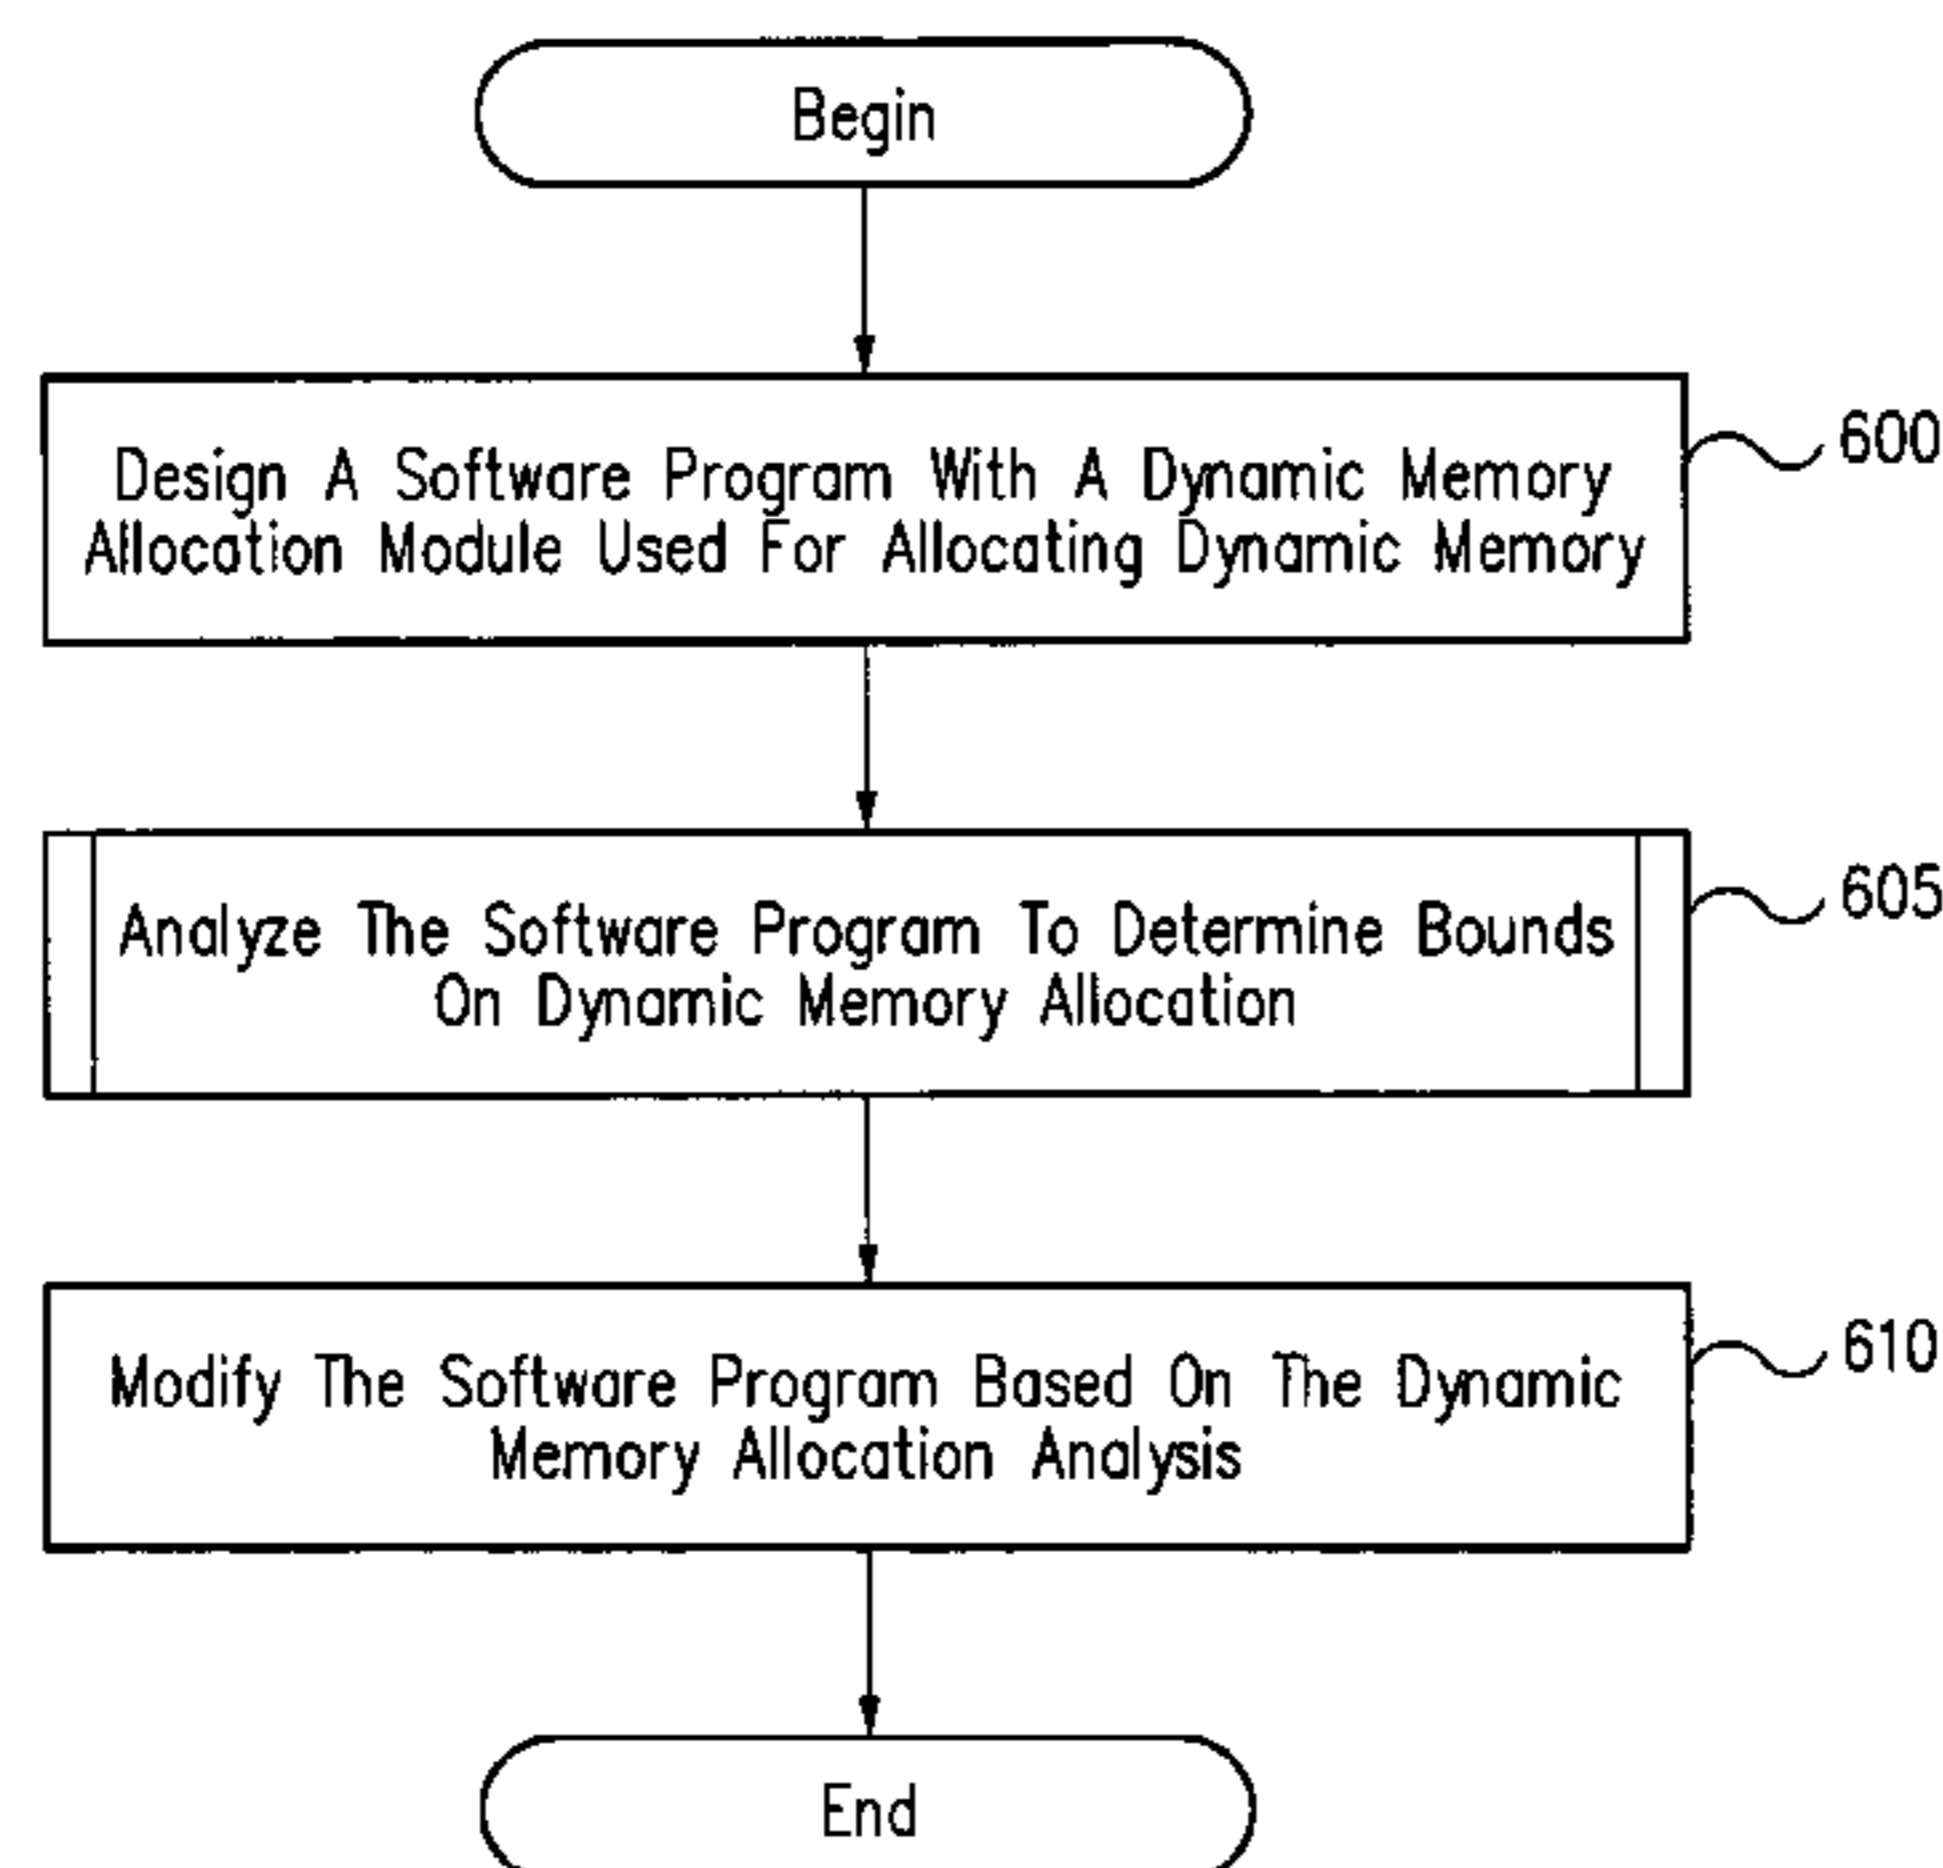 Begin
Design A Software Program With A Dynamic Memory
Allocation Module Used For Allocating Dynamic Memory
600
Analyze The Software Program To Determine Bounds
On Dynamic Memory Allocation
605
Modify The Software Program Based On The Dynamic
Memory Allocation Analysis
610
End